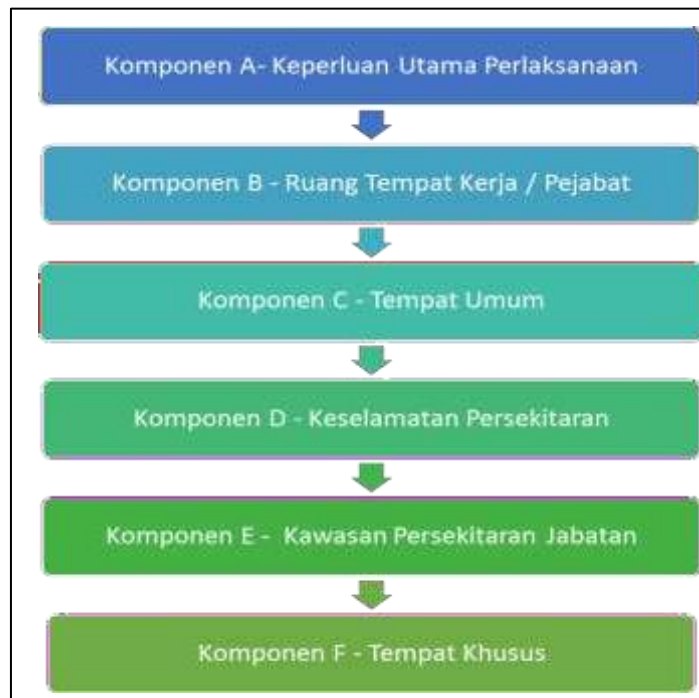 Komponen A- Keperluan Utama Perlaksanaan
Komponen B - Ruang Tempat Kerja / Pejabat
Komponen C - Tempat Umum
Komponen D - Keselamatan Persekitaran
Komponen E - Kawasan Persekitaran Jabatan
Komponen F - Tempat Khusus